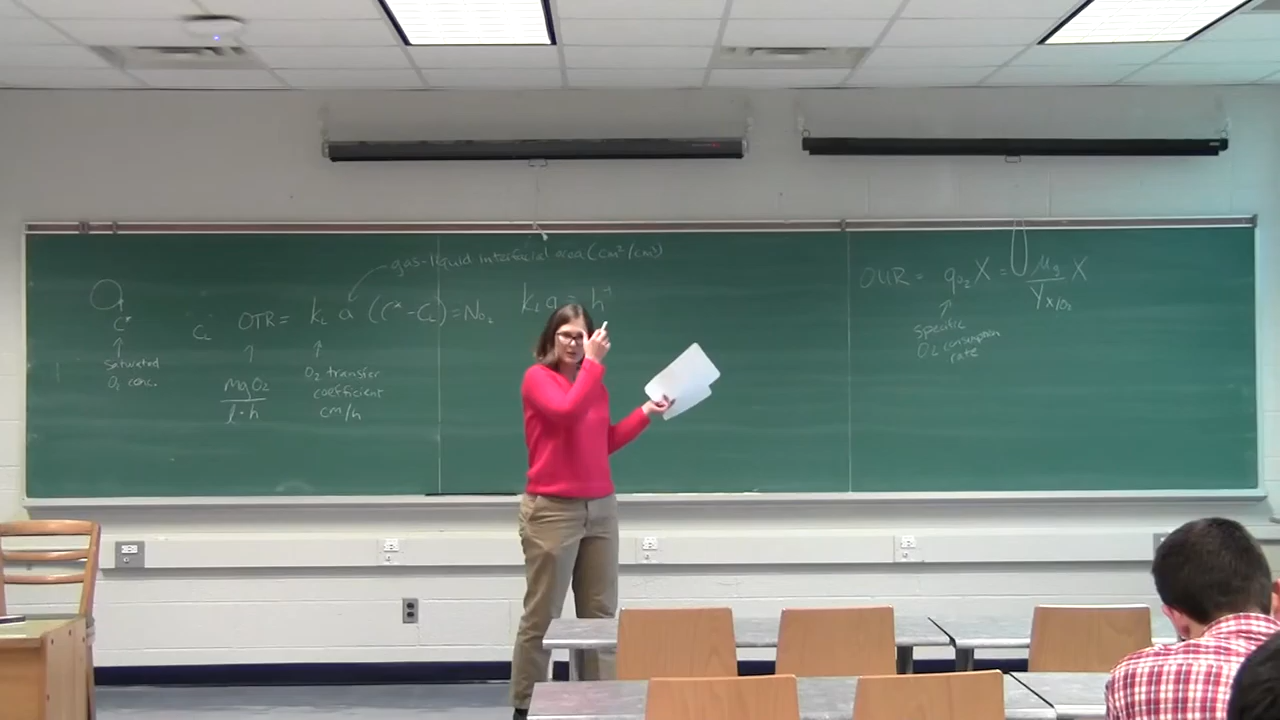 gas-liquid interfacial area (cm²/cm³)
C*
↑
saturated
O₂ conc.
C_L
OTR = k_L a (C* - C_L) = N_O₂
mg O₂
l·h
O₂ transfer
coefficient
cm/h
k_L a = h⁻¹
OUR = q_O₂ X = μg X
Y_X/O₂
specific
O₂ consumption
rate